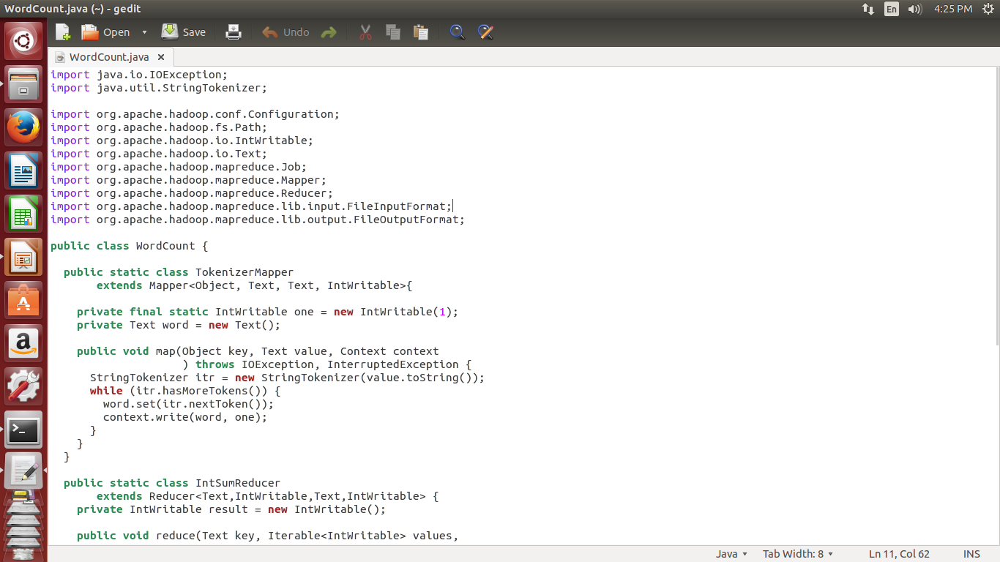 WordCount.java (~) - gedit
En
4:25 PM
Open
Save
Undo
WordCount.java ×
import java.io.IOException;
import java.util.StringTokenizer;
import org.apache.hadoop.conf.Configuration;
import org.apache.hadoop.fs.Path;
import org.apache.hadoop.io.IntWritable;
import org.apache.hadoop.io.Text;
import org.apache.hadoop.mapreduce.Job;
import org.apache.hadoop.mapreduce.Mapper;
import org.apache.hadoop.mapreduce.Reducer;
import org.apache.hadoop.mapreduce.lib.input.FileInputFormat;
import org.apache.hadoop.mapreduce.lib.output.FileOutputFormat;
public class WordCount {
  public static class TokenizerMapper
       extends Mapper<Object, Text, Text, IntWritable>{
    private final static IntWritable one = new IntWritable(1);
    private Text word = new Text();
    public void map(Object key, Text value, Context context
                    ) throws IOException, InterruptedException {
      StringTokenizer itr = new StringTokenizer(value.toString());
      while (itr.hasMoreTokens()) {
        word.set(itr.nextToken());
        context.write(word, one);
      }
    }
  }
  public static class IntSumReducer
       extends Reducer<Text,IntWritable,Text,IntWritable> {
    private IntWritable result = new IntWritable();
    public void reduce(Text key, Iterable<IntWritable> values,
Java
Tab Width: 8
Ln 11, Col 62
INS